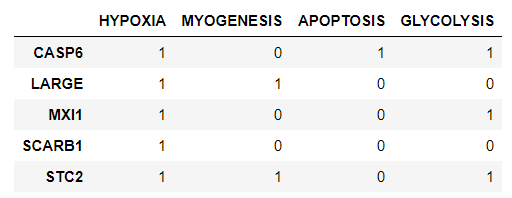 HYPOXIA MYOGENESIS APOPTOSIS GLYCOLYSIS
CASP6 1 0 1 1
LARGE 1 1 0 0
MXI1 1 0 0 1
SCARB1 1 0 0 0
STC2 1 1 0 1